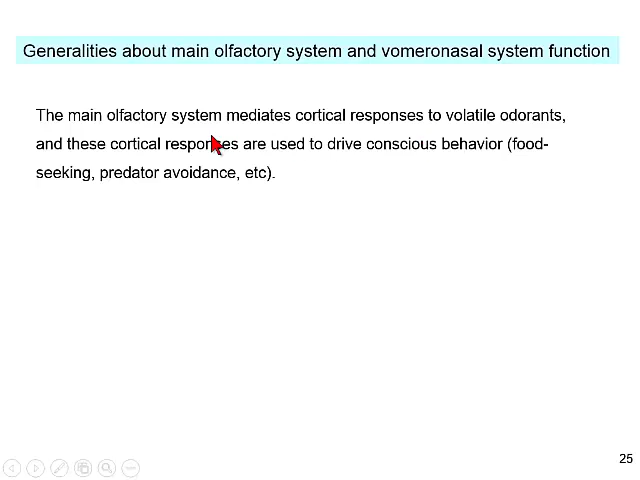 Generalities about main olfactory system and vomeronasal system function
The main olfactory system mediates cortical responses to volatile odorants,
and these cortical responses are used to drive conscious behavior (food-
seeking, predator avoidance, etc).
25